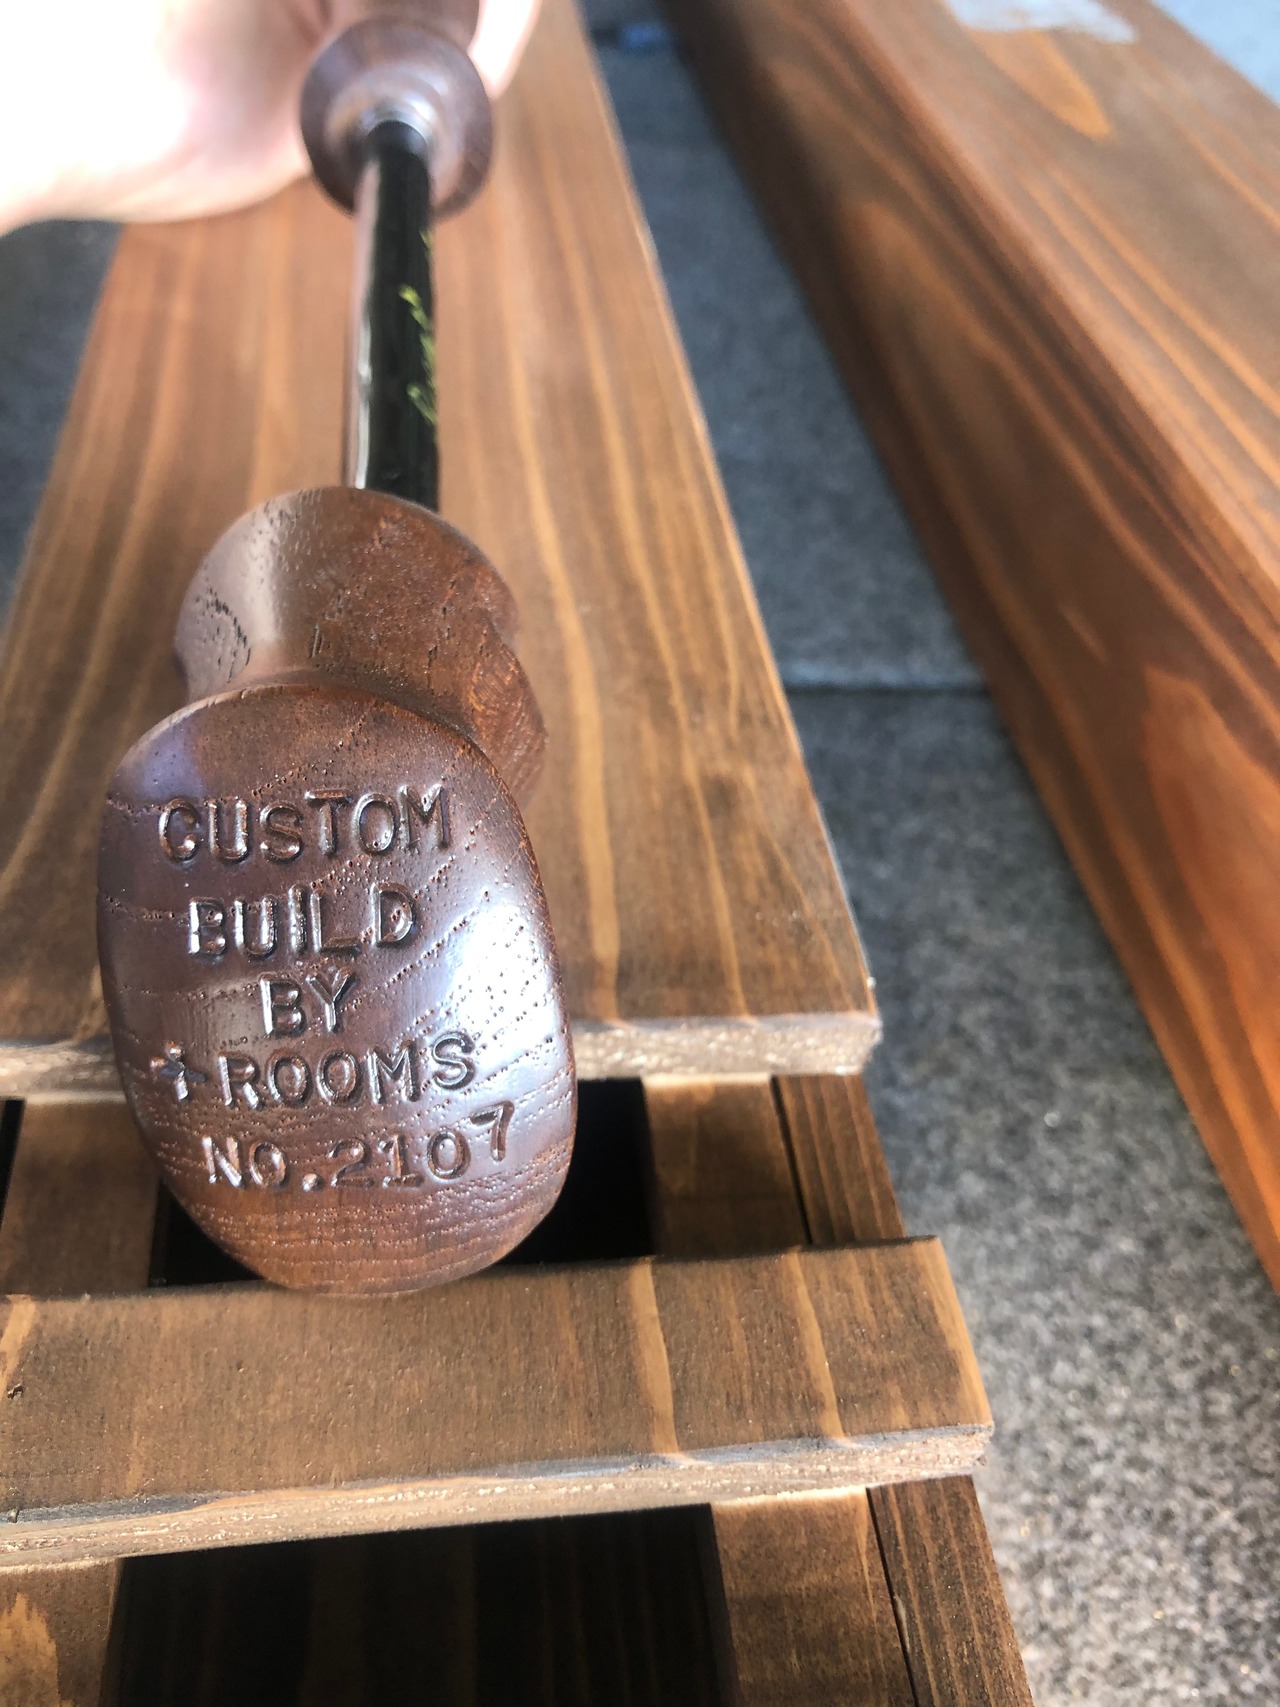 CUSTOM
BUILD
BY
+ROOMS
NO.2107